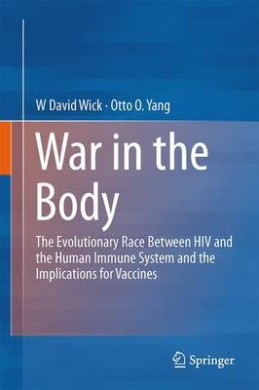 W David Wick · Otto O. Yang
War in the
Body
The Evolutionary Race Between HIV and
the Human Immune System and the
Implications for Vaccines
Springer